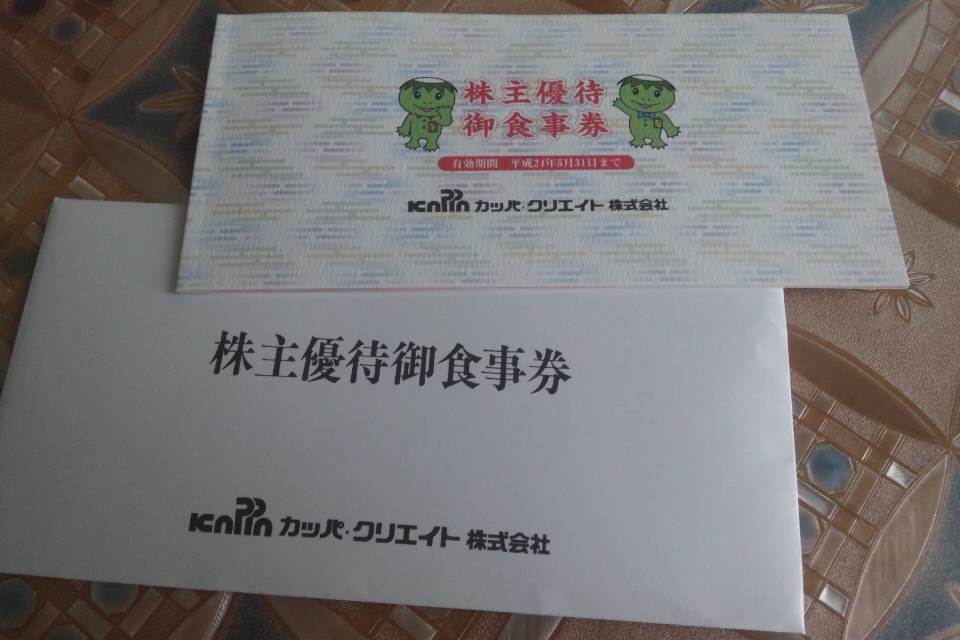 株主優待
御食事券
有効期間 平成24年5月31日まで
KAPPA カッパ・クリエイト 株式会社
株主優待御食事券
KAPPA カッパ・クリエイト 株式会社